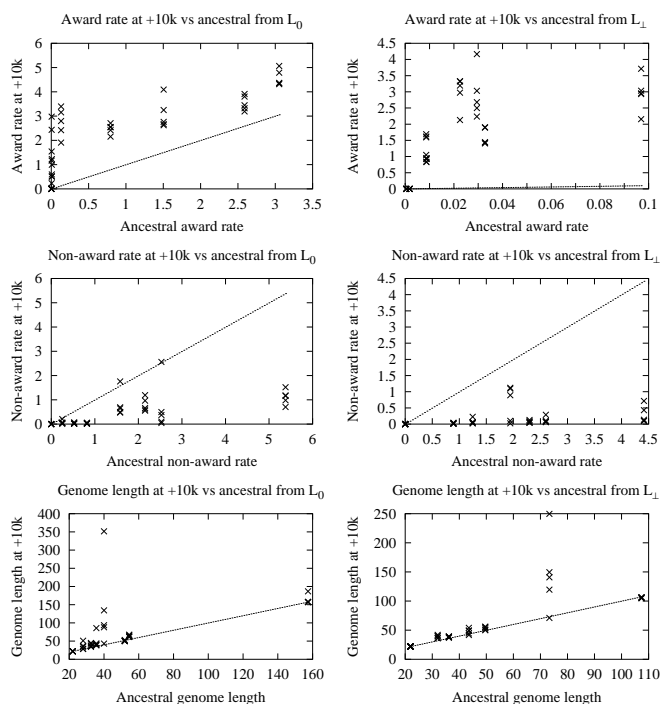 Award rate at +10k vs ancestral from L0
Award rate at +10k
6
5
4
3
2
1
0
0 0.5 1 1.5 2 2.5 3 3.5
Ancestral award rate
Award rate at +10k vs ancestral from L⊥
Award rate at +10k
4.5
4
3.5
3
2.5
2
1.5
1
0.5
0
0 0.02 0.04 0.06 0.08 0.1
Ancestral award rate
Non-award rate at +10k vs ancestral from L0
Non-award rate at +10k
6
5
4
3
2
1
0
0 1 2 3 4 5 6
Ancestral non-award rate
Non-award rate at +10k vs ancestral from L⊥
Non-award rate at +10k
4.5
4
3.5
3
2.5
2
1.5
1
0.5
0
0 0.5 1 1.5 2 2.5 3 3.5 4 4.5
Ancestral non-award rate
Genome length at +10k vs ancestral from L0
Genome length at +10k
400
350
300
250
200
150
100
50
0
20 40 60 80 100 120 140 160
Ancestral genome length
Genome length at +10k vs ancestral from L⊥
Genome length at +10k
250
200
150
100
50
0
20 30 40 50 60 70 80 90 100 110
Ancestral genome length